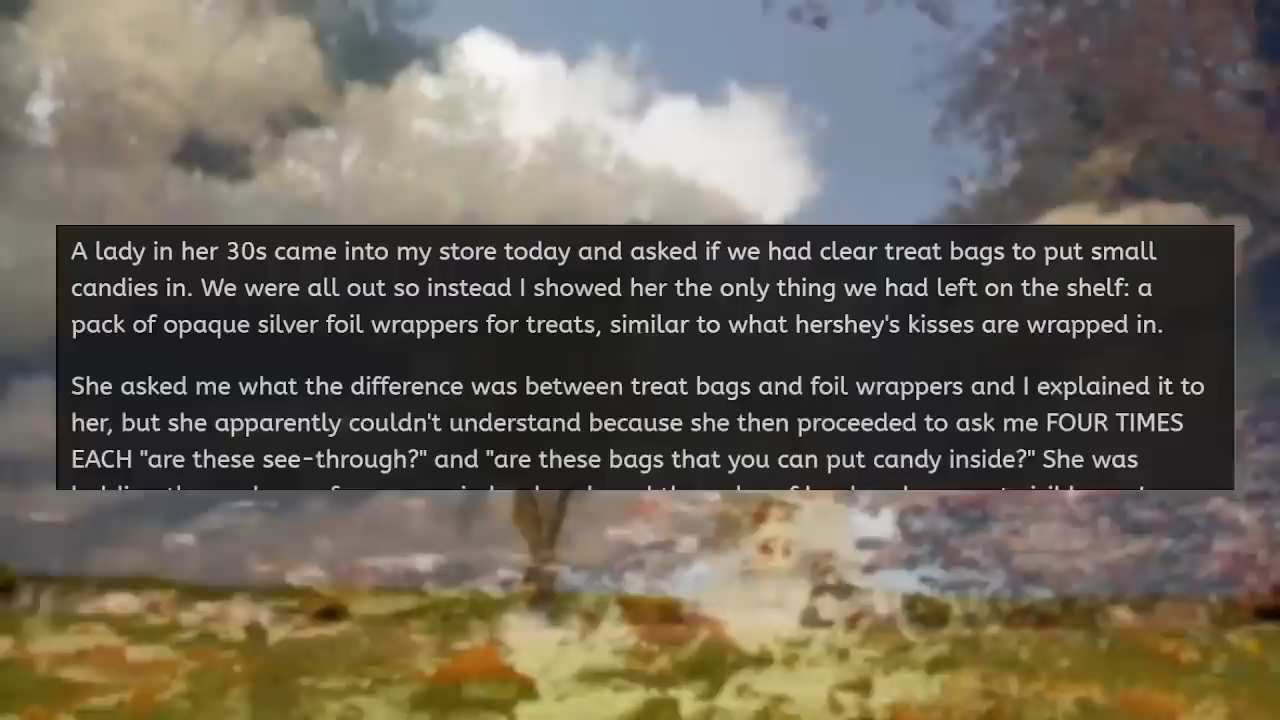 A lady in her 30s came into my store today and asked if we had clear treat bags to put small
candies in. We were all out so instead I showed her the only thing we had left on the shelf: a
pack of opaque silver foil wrappers for treats, similar to what hershey's kisses are wrapped in.
She asked me what the difference was between treat bags and foil wrappers and I explained it to
her, but she apparently couldn't understand because she then proceeded to ask me FOUR TIMES
EACH "are these see-through?" and "are these bags that you can put candy inside?" She was